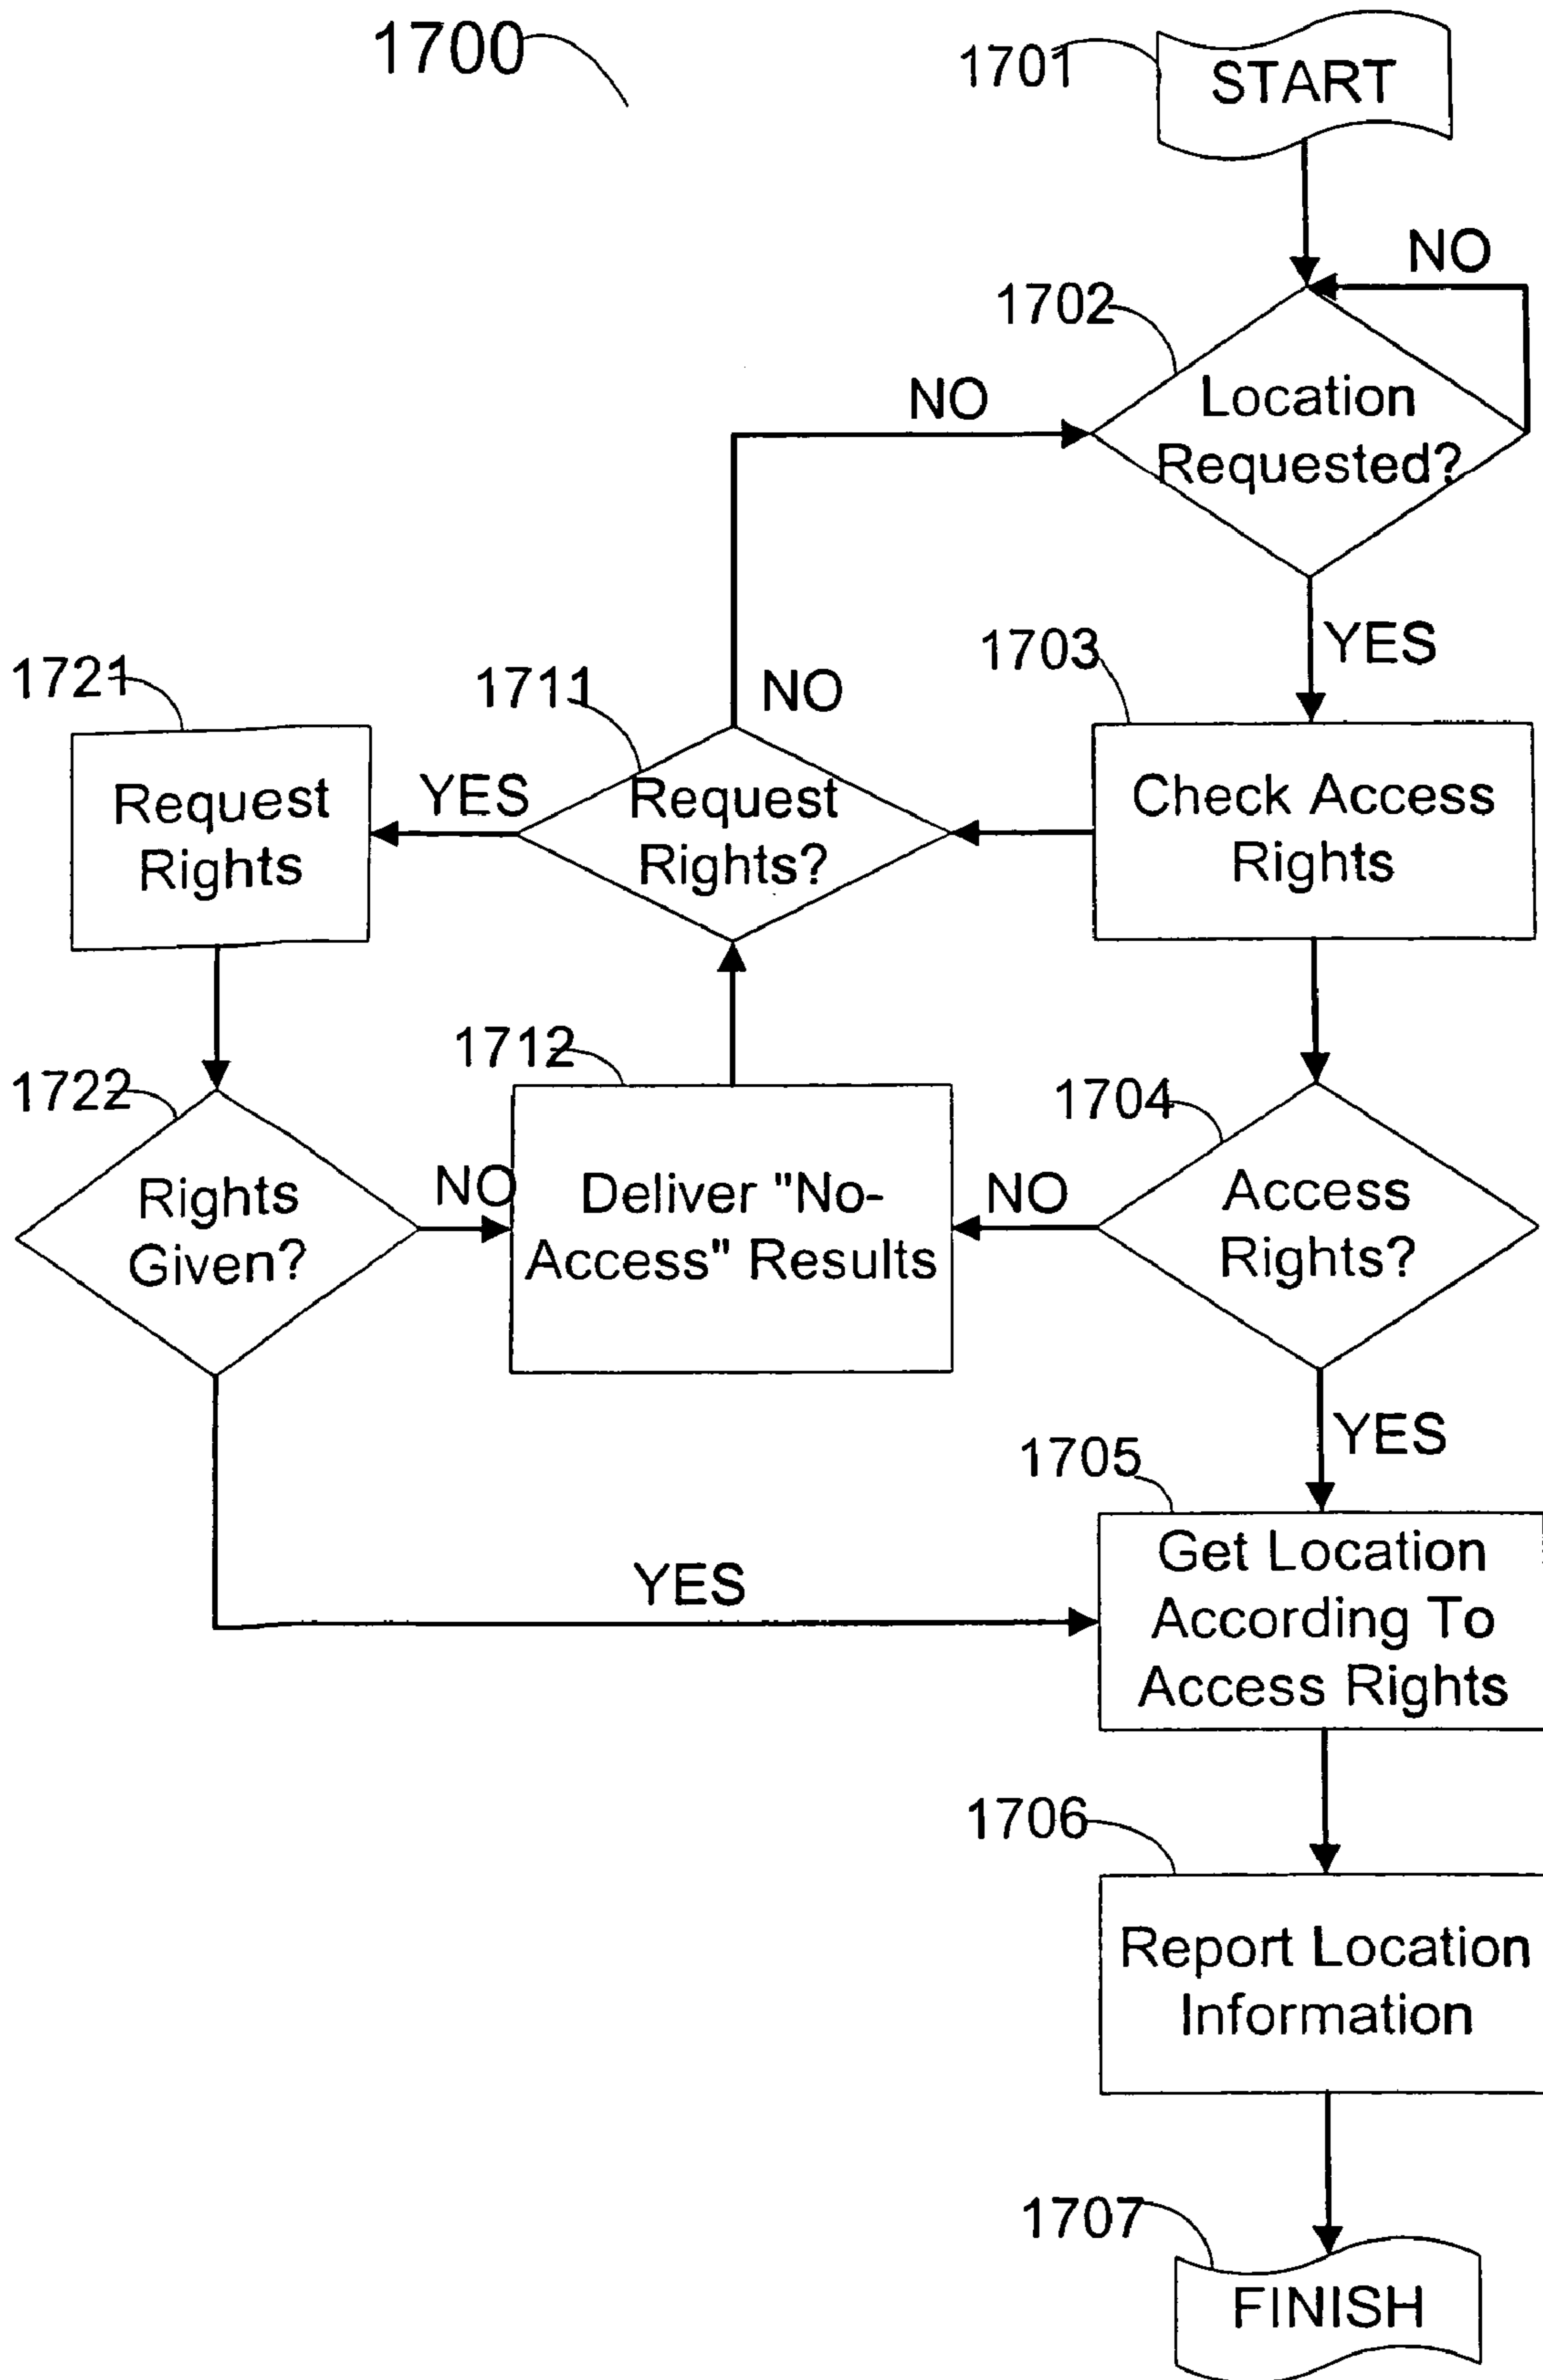 1700
1701
START
NO
1702
NO
Location
Requested?
YES
1703
1721
1711
NO
Request
Rights
YES
Request
Rights?
Check Access
Rights
1712
1722
1704
Rights
Given?
NO
Deliver "No-
Access" Results
NO
Access
Rights?
YES
1705
YES
Get Location
According To
Access Rights
1706
Report Location
Information
1707
FINISH